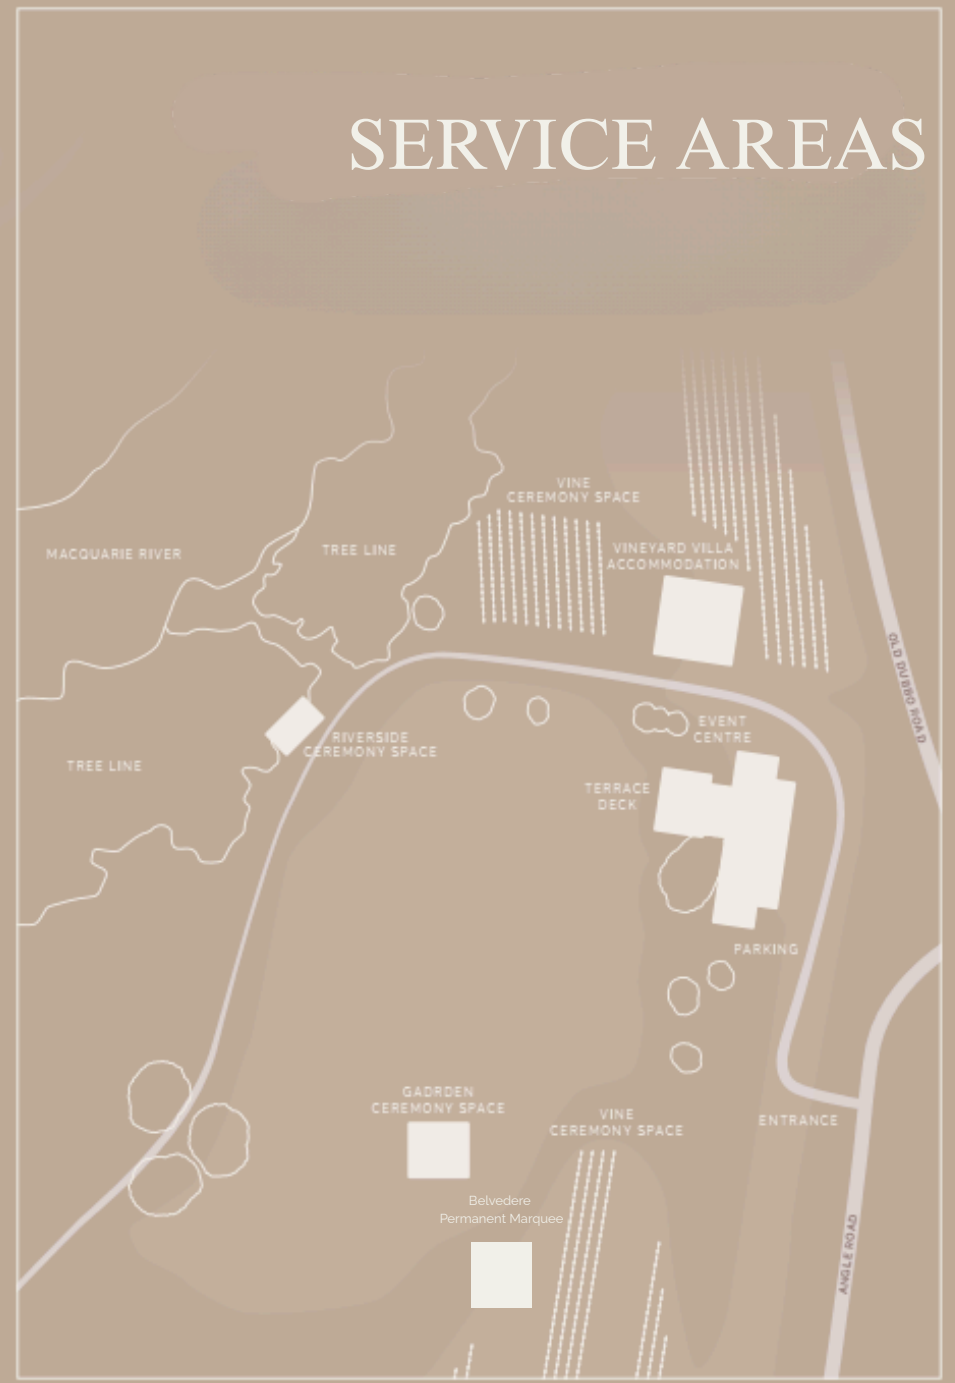 SERVICE AREAS
VINE
CEREMONY SPACE
MACQUARIE RIVER
TREE LINE
VINEYARD VILLA
ACCOMMODATION
OLD DUBBO ROAD
EVENT
CENTRE
RIVERSIDE
CEREMONY SPACE
TREE LINE
TERRACE
DECK
PARKING
GADRDEN
CEREMONY SPACE
VINE
CEREMONY SPACE
ENTRANCE
Belvedere
Permanent Marquee
ANGLE ROAD